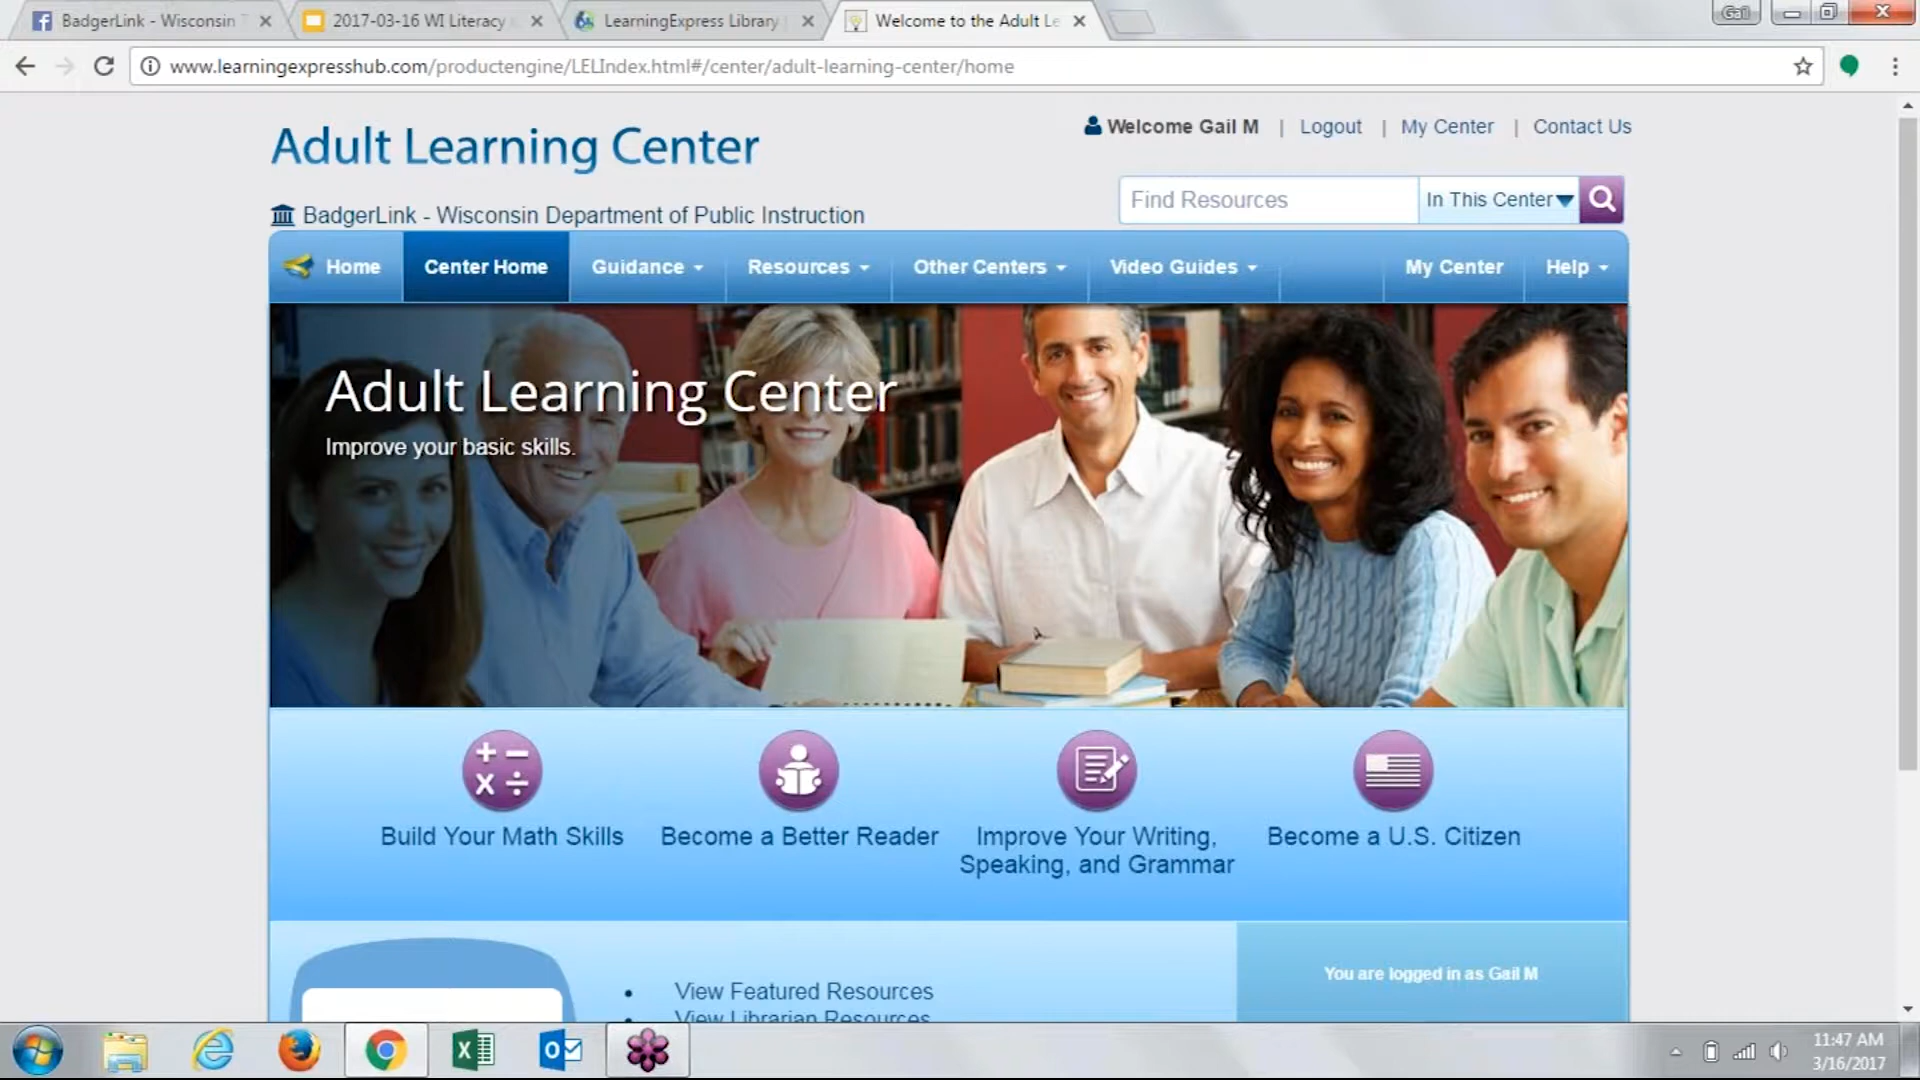 BadgerLink - Wisconsin
2017-03-16 WI Literacy
LearningExpress Library
Welcome to the Adult Le
Gail
www.learningexpresshub.com/productengine/LELIndex.html#/center/adult-learning-center/home
Adult Learning Center
Welcome Gail M | Logout | My Center | Contact Us
Find Resources In This Center
BadgerLink - Wisconsin Department of Public Instruction
Home Center Home Guidance Resources Other Centers Video Guides My Center Help
Adult Learning Center
Improve your basic skills.
+ −
x ÷
Build Your Math Skills
Become a Better Reader
Improve Your Writing,
Speaking, and Grammar
Become a U.S. Citizen
You are logged in as Gail M
• View Featured Resources
• View Librarian Resources
11:47 AM
3/16/2017